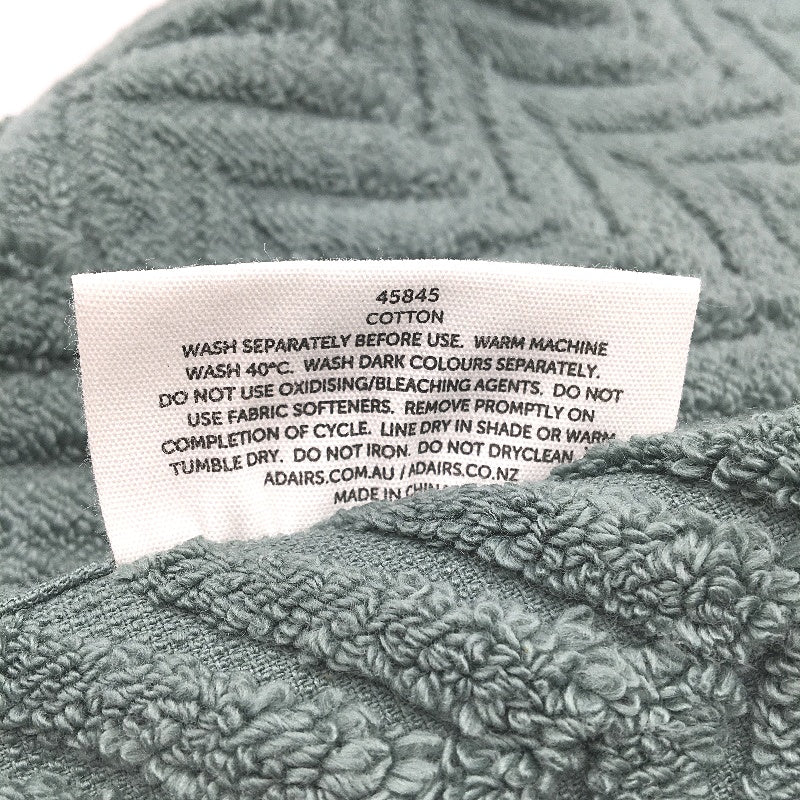 45845
COTTON
WASH SEPARATELY BEFORE USE. WARM MACHINE
WASH 40°C. WASH DARK COLOURS SEPARATELY.
DO NOT USE OXIDISING/BLEACHING AGENTS. DO NOT
USE FABRIC SOFTENERS. REMOVE PROMPTLY ON
COMPLETION OF CYCLE. LINE DRY IN SHADE OR WARM
TUMBLE DRY. DO NOT IRON. DO NOT DRYCLEAN.
ADAIRS.COM.AU / ADAIRS.CO.NZ
MADE IN CHINA